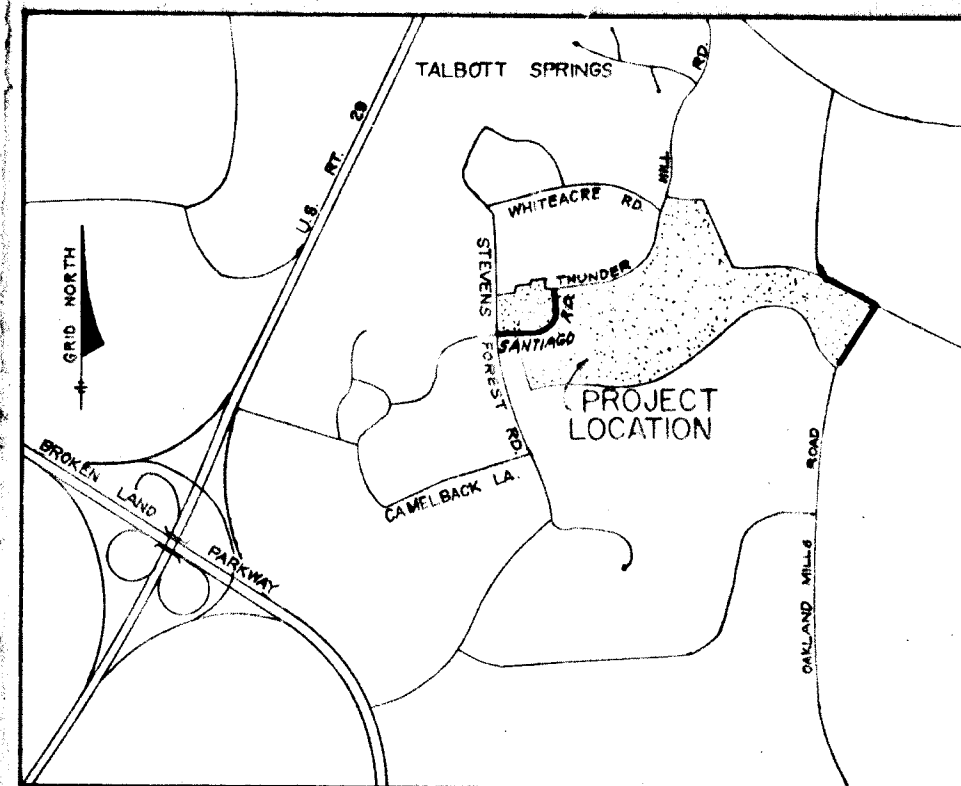 TALBOTT SPRINGS
U.S. RT. 29
THUNDER MILL RD.
WHITEACRE RD.
STEVENS FOREST RD.
GRID NORTH
SANTIAGO RD.
PROJECT
LOCATION
CAMELBACK LA.
BROKEN LAND PARKWAY
OAKLAND MILLS ROAD